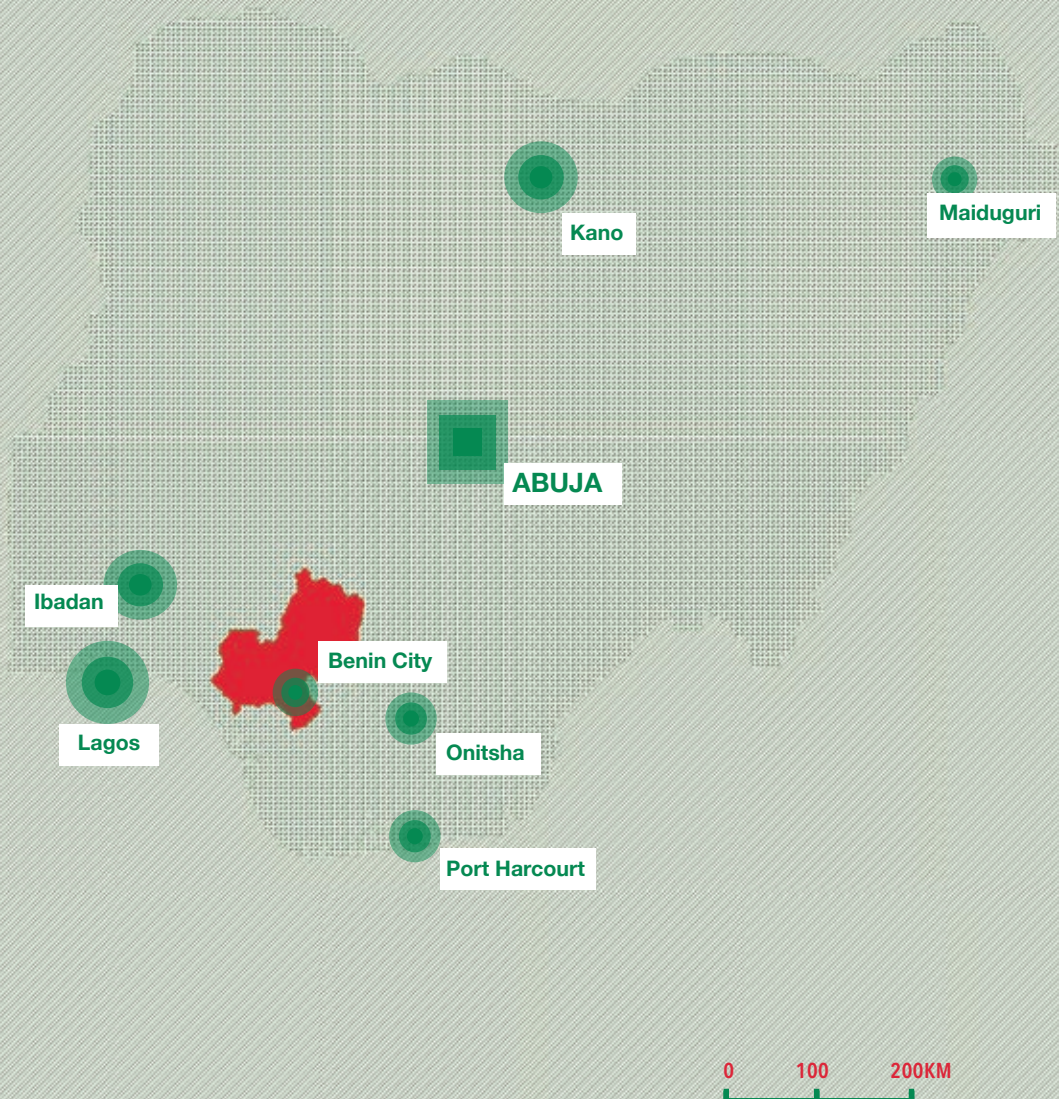 Kano
Maiduguri
ABUJA
Ibadan
Benin City
Lagos
Onitsha
Port Harcourt
0 100 200KM